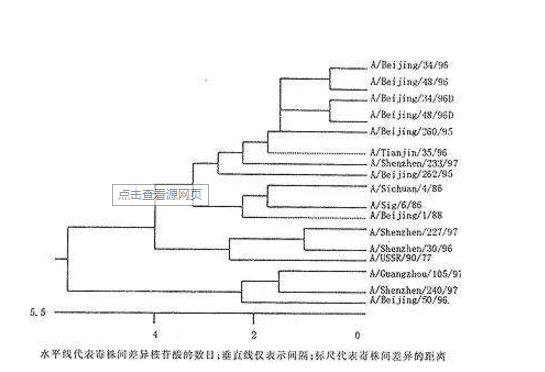 A/Beijing/34/96
A/Beijing/48/96
A/Beijing/34/96D
A/Beijing/48/96D
A/Beijing/260/95
A/Tianjin/35/96
A/Shenzhen/233/97
A/Beijing/262/95
A/Sichuan/4/86
点击查看源网页
A/Sig/6/86
A/Beijing/1/88
A/Shenzhen/227/97
A/Shenzhen/30/96
A/USSR/90/77
A/Guangzhou/105/97
A/Shenzhen/240/97
A/Beijing/50/96.
5.5
4 2 0
水平线代表毒株间差异核苷酸的数目;垂直线仅表示间隔;标尺代表毒株间差异的距离